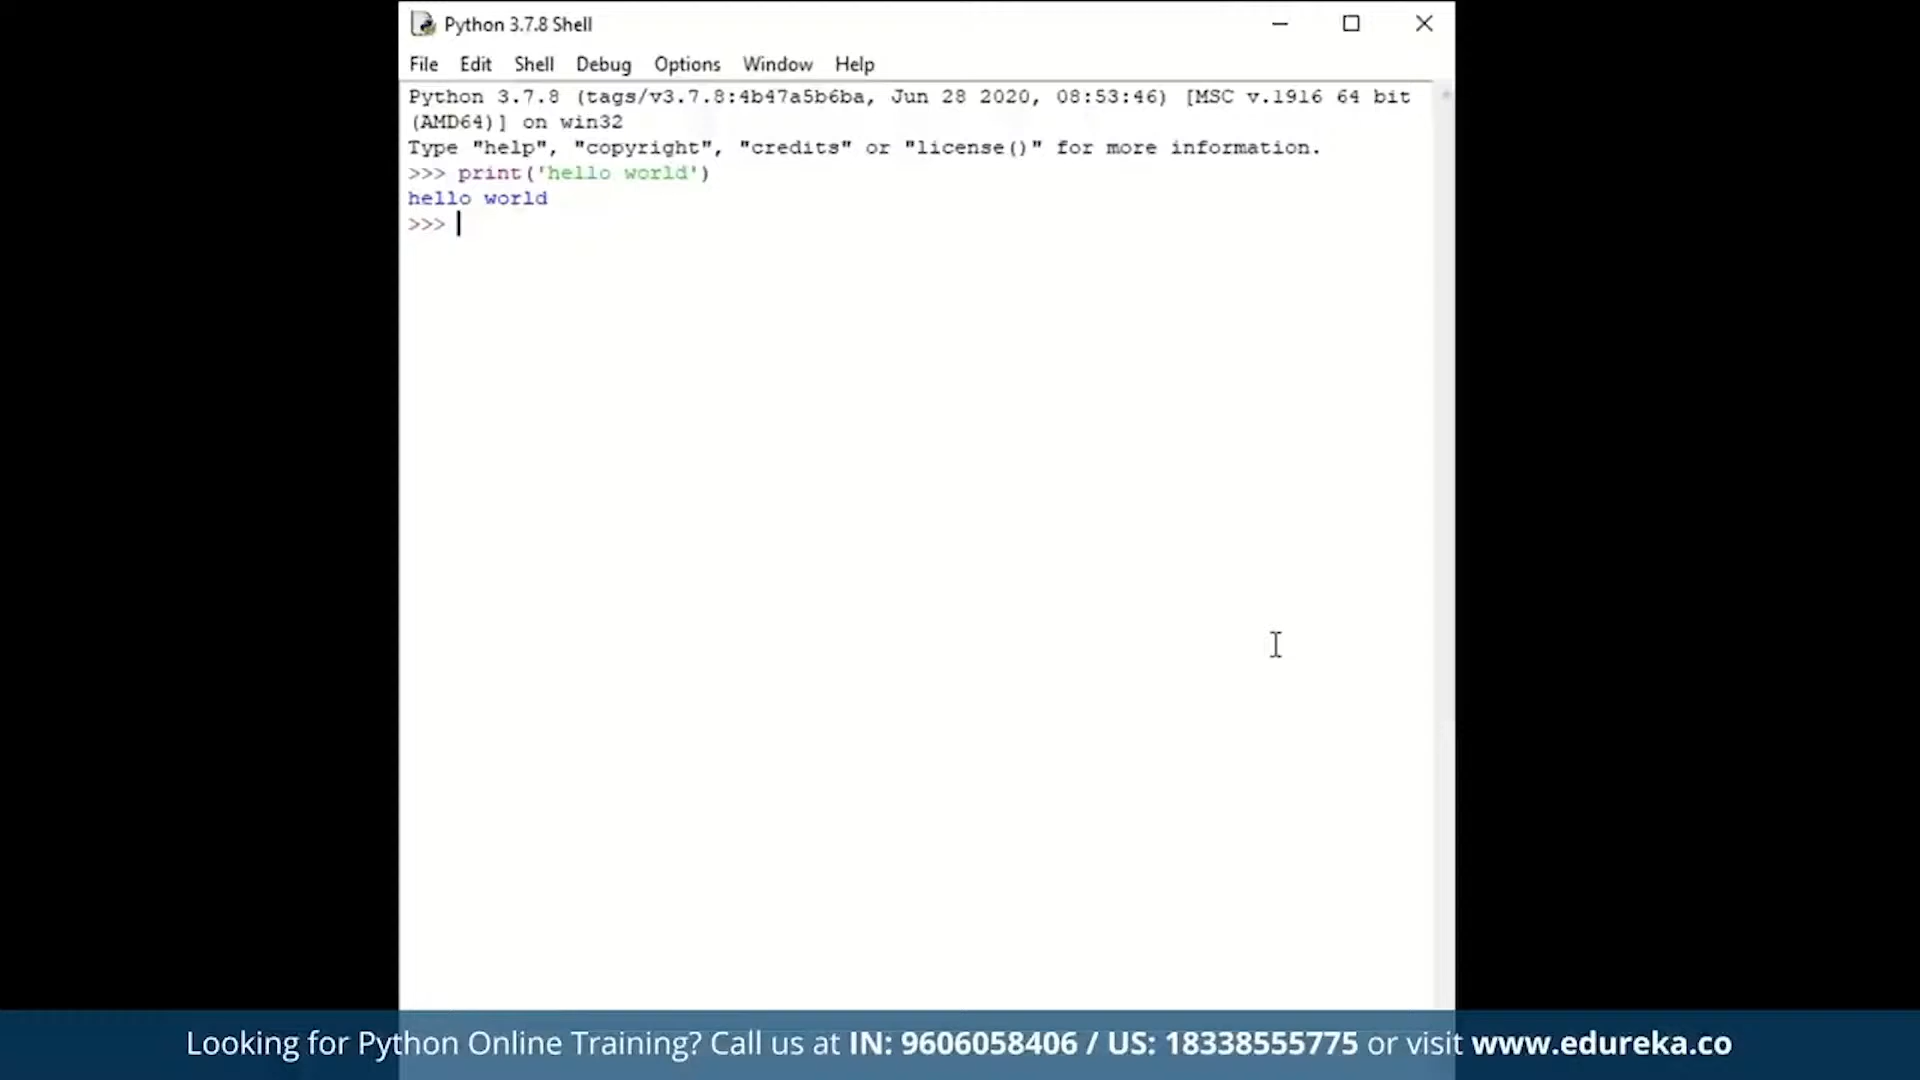 Python 3.7.8 Shell
File Edit Shell Debug Options Window Help
Python 3.7.8 (tags/v3.7.8:4b47a5b6ba, Jun 28 2020, 08:53:46) [MSC v.1916 64 bit
(AMD64)] on win32
Type "help", "copyright", "credits" or "license()" for more information.
>>> print('hello world')
hello world
>>>
Looking for Python Online Training? Call us at IN: 9606058406 / US: 18338555775 or visit www.edureka.co